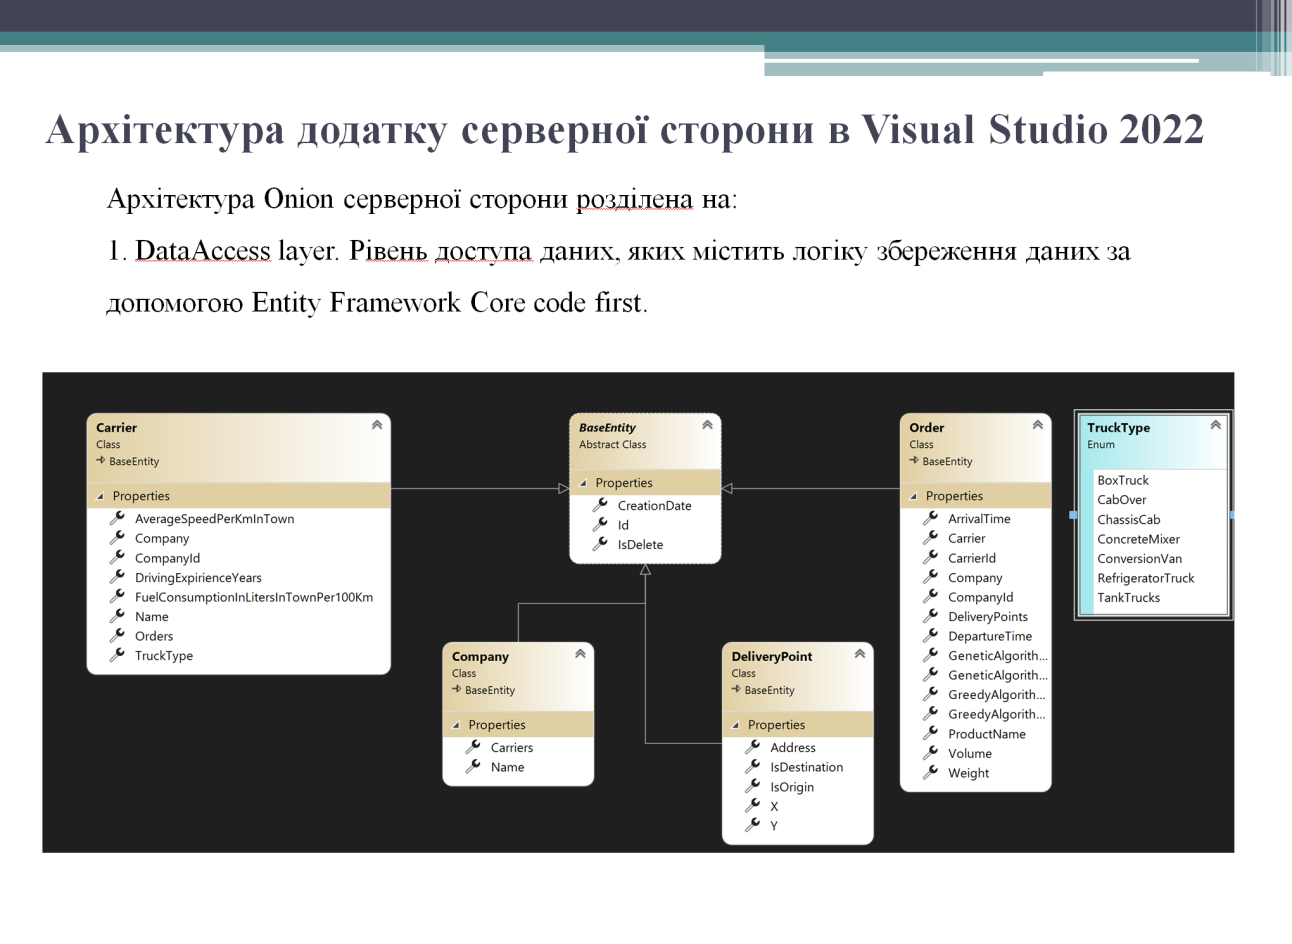 Архітектура додатку серверної сторони в Visual Studio 2022
Архітектура Onion серверної сторони розділена на:
1. DataAccess layer. Рівень доступа даних, яких містить логіку збереження даних за
допомогою Entity Framework Core code first.
Carrier
Class
BaseEntity
Properties
AverageSpeedPerKmInTown
Company
CompanyId
DrivingExpirienceYears
FuelConsumptionInLitersInTownPer100Km
Name
Orders
TruckType
BaseEntity
Abstract Class
Properties
CreationDate
Id
IsDelete
Company
Class
BaseEntity
Properties
Carriers
Name
DeliveryPoint
Class
BaseEntity
Properties
Address
IsDestination
IsOrigin
X
Y
Order
Class
BaseEntity
Properties
ArrivalTime
Carrier
CarrierId
Company
CompanyId
DeliveryPoints
DepartureTime
GeneticAlgorith...
GeneticAlgorith...
GreedyAlgorith...
GreedyAlgorith...
ProductName
Volume
Weight
TruckType
Enum
BoxTruck
CabOver
ChassisCab
ConcreteMixer
ConversionVan
RefrigeratorTruck
TankTrucks